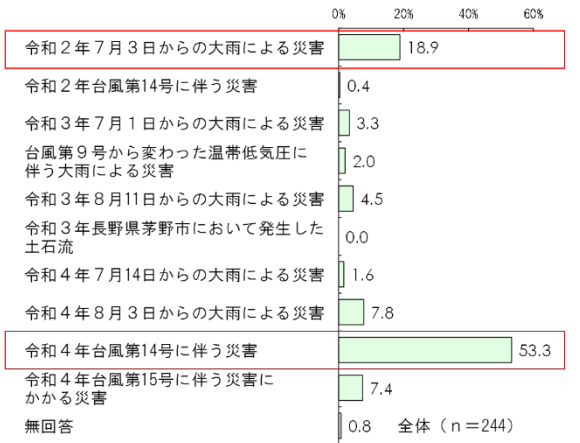 0% 20% 40% 60%
令和２年７月３日からの大雨による災害 18.9
令和２年台風第14号に伴う災害 0.4
令和３年７月１日からの大雨による災害 3.3
台風第９号から変わった温帯低気圧に
伴う大雨による災害 2.0
令和３年８月11日からの大雨による災害 4.5
令和３年長野県茅野市において発生した
土石流 0.0
令和４年７月14日からの大雨による災害 1.6
令和４年８月３日からの大雨による災害 7.8
令和４年台風第14号に伴う災害 53.3
令和４年台風第15号に伴う災害に
かかる災害 7.4
無回答 0.8 全体（ｎ＝244）